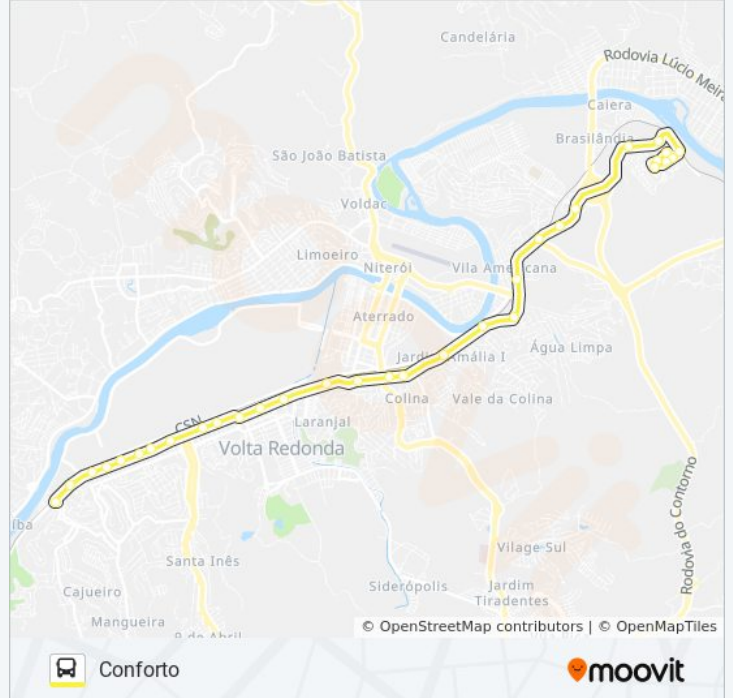 Candelária
Rodovia Lúcio Meira
Caiera
Brasilândia
São João Batista
Voldac
Limoeiro
Niterói
Vila Americana
Aterrado
Jardim Amália I
Água Limpa
Colina
Vale da Colina
CSN
Laranjal
Volta Redonda
Rodovia do Contorno
íba
Vilage Sul
Santa Inês
Siderópolis
Jardim
Tiradentes
Cajueiro
Mangueira
9 de Abril
© OpenStreetMap contributors | © OpenMapTiles
Conforto
moovit